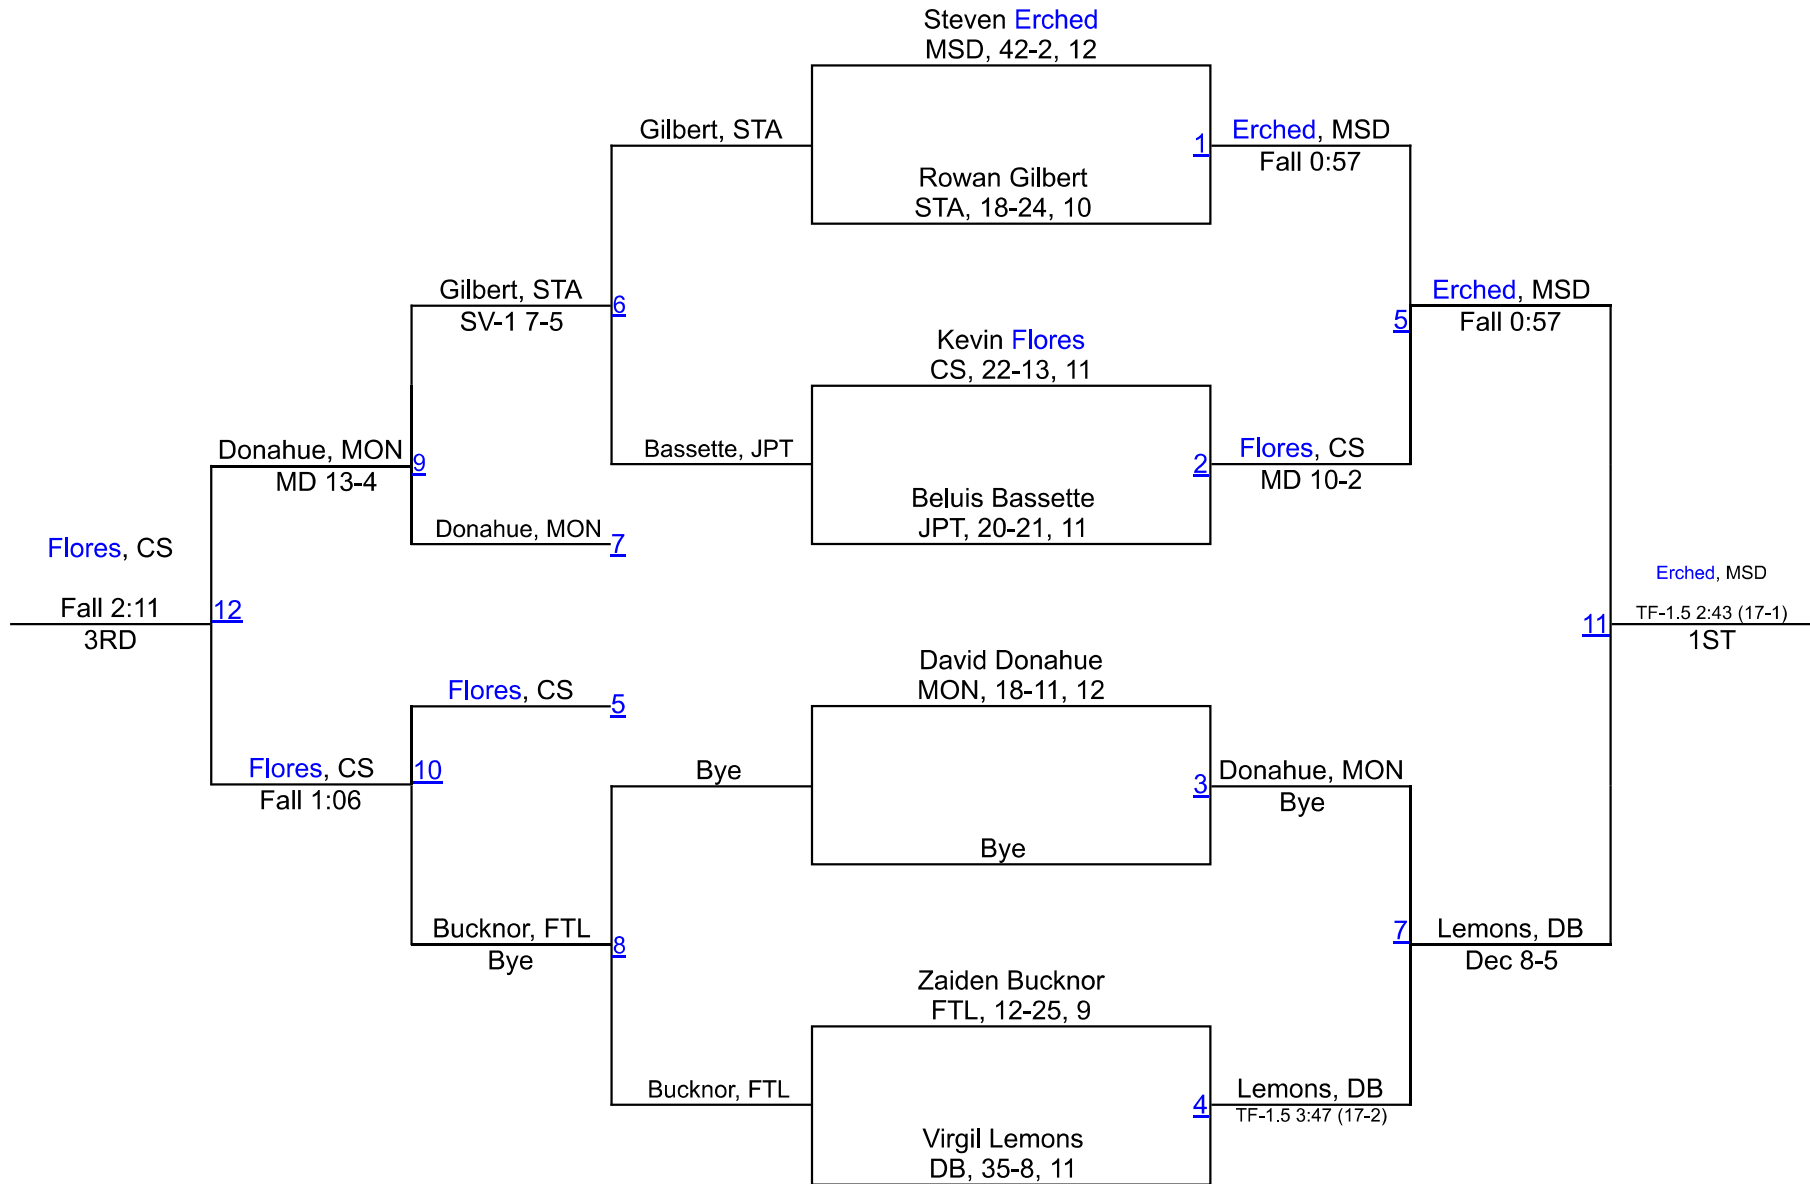 Steven Erched
MSD, 42-2, 12
Gilbert, STA
1
Erched, MSD
Fall 0:57
Rowan Gilbert
STA, 18-24, 10
Gilbert, STA
SV-1 7-5
6
Erched, MSD
Fall 0:57
5
Kevin Flores
CS, 22-13, 11
Donahue, MON
MD 13-4
9
Bassette, JPT
2
Flores, CS
MD 10-2
Beluis Bassette
JPT, 20-21, 11
Donahue, MON
7
Flores, CS
Fall 2:11
3RD
12
Erched, MSD
TF-1.5 2:43 (17-1)
1ST
11
David Donahue
MON, 18-11, 12
Flores, CS
5
Flores, CS
Fall 1:06
10
Bye
3
Donahue, MON
Bye
Bye
Bucknor, FTL
Bye
8
7
Lemons, DB
Dec 8-5
Zaiden Bucknor
FTL, 12-25, 9
Bucknor, FTL
4
Lemons, DB
TF-1.5 3:47 (17-2)
Virgil Lemons
DB, 35-8, 11